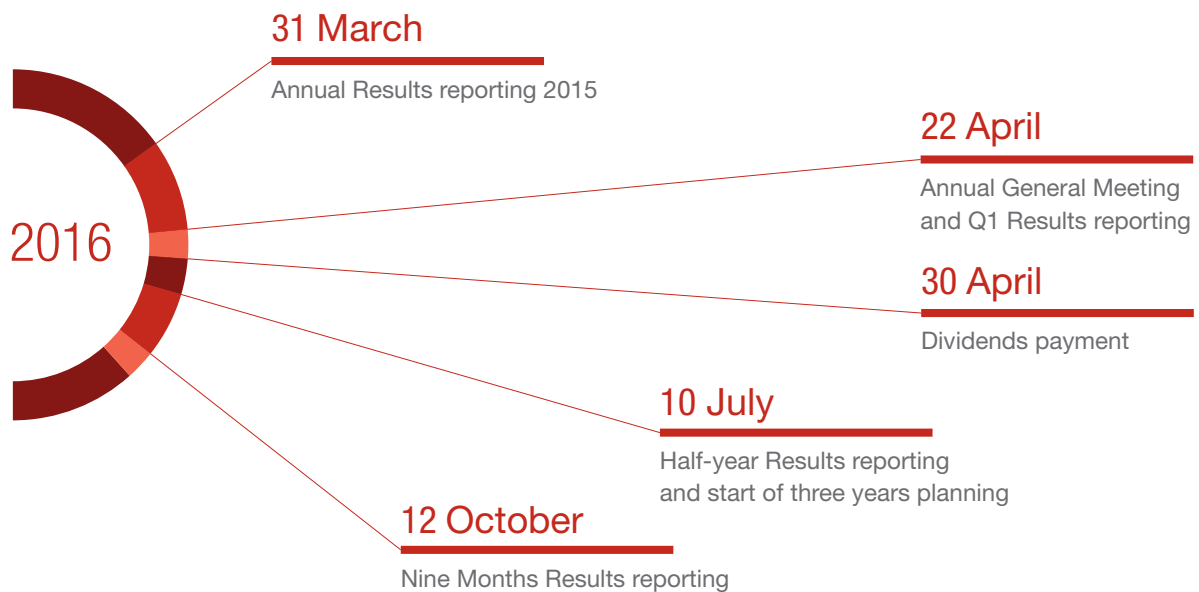 31 March
Annual Results reporting 2015
22 April
Annual General Meeting
and Q1 Results reporting
2016
30 April
Dividends payment
10 July
Half-year Results reporting
and start of three years planning
12 October
Nine Months Results reporting